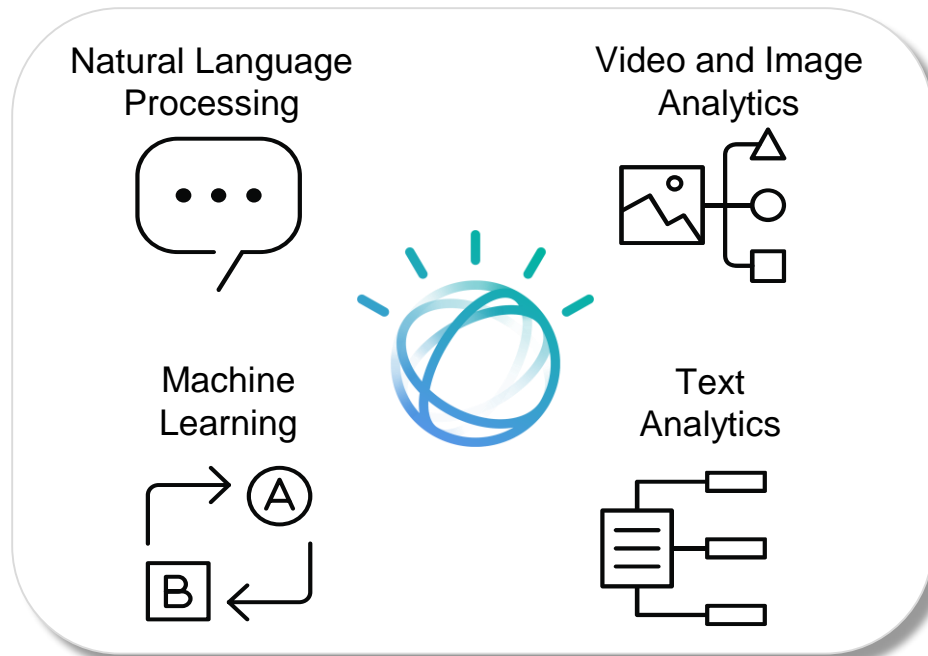 Natural Language
Processing
Video and Image
Analytics
Machine
Learning
A
B
Text
Analytics